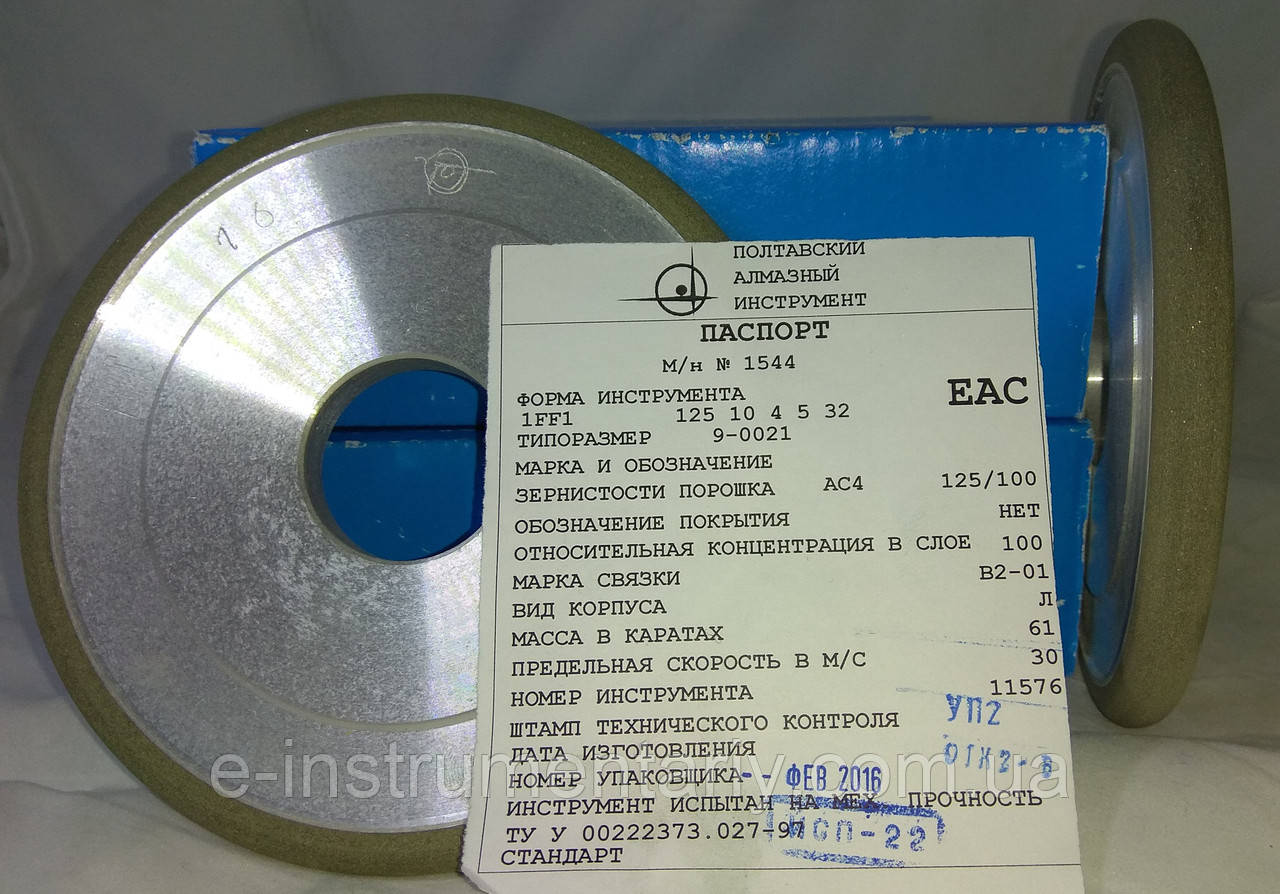 16
ПОЛТАВСКИЙ
АЛМАЗНЫЙ
ИНСТРУМЕНТ
ПАСПОРТ
М/н № 1544
ФОРМА ИНСТРУМЕНТА
EAC
1FF1 125 10 4 5 32
ТИПОРАЗМЕР 9-0021
МАРКА И ОБОЗНАЧЕНИЕ
ЗЕРНИСТОСТИ ПОРОШКА АС4 125/100
ОБОЗНАЧЕНИЕ ПОКРЫТИЯ НЕТ
ОТНОСИТЕЛЬНАЯ КОНЦЕНТРАЦИЯ В СЛОЕ 100
МАРКА СВЯЗКИ В2-01
ВИД КОРПУСА Л
МАССА В КАРАТАХ 61
ПРЕДЕЛЬНАЯ СКОРОСТЬ В М/С 30
НОМЕР ИНСТРУМЕНТА 11576
ШТАМП ТЕХНИЧЕСКОГО КОНТРОЛЯ УП2
ДАТА ИЗГОТОВЛЕНИЯ
НОМЕР УПАКОВЩИКА ФЕВ 2016
ИНСТРУМЕНТ ИСПЫТАН НА МЕХ. ПРОЧНОСТЬ
ТУ У 00222373.027-97 ИСП-22
СТАНДАРТ
e-instrumentariy.com.ua